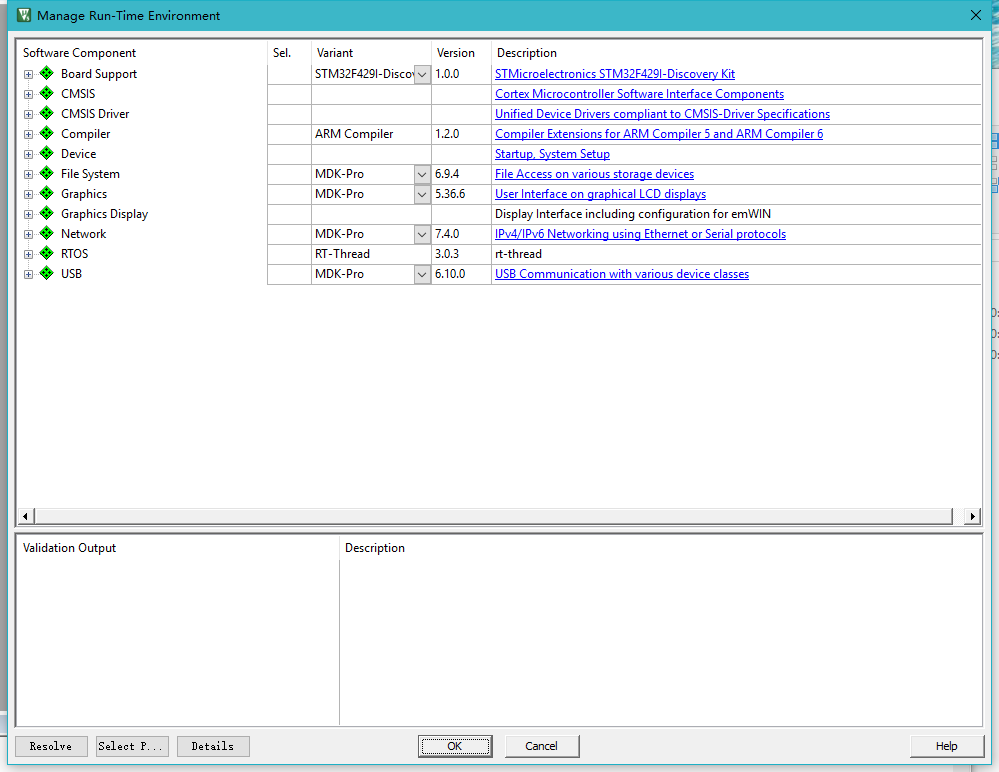 Manage Run-Time Environment
Software Component Sel. Variant Version Description
Board Support STM32F429I-Disco 1.0.0 STMicroelectronics STM32F429I-Discovery Kit
CMSIS Cortex Microcontroller Software Interface Components
CMSIS Driver Unified Device Drivers compliant to CMSIS-Driver Specifications
Compiler ARM Compiler 1.2.0 Compiler Extensions for ARM Compiler 5 and ARM Compiler 6
Device Startup, System Setup
File System MDK-Pro 6.9.4 File Access on various storage devices
Graphics MDK-Pro 5.36.6 User Interface on graphical LCD displays
Graphics Display Display Interface including configuration for emWIN
Network MDK-Pro 7.4.0 IPv4/IPv6 Networking using Ethernet or Serial protocols
RTOS RT-Thread 3.0.3 rt-thread
USB MDK-Pro 6.10.0 USB Communication with various device classes
Validation Output Description
Resolve Select P... Details OK Cancel Help